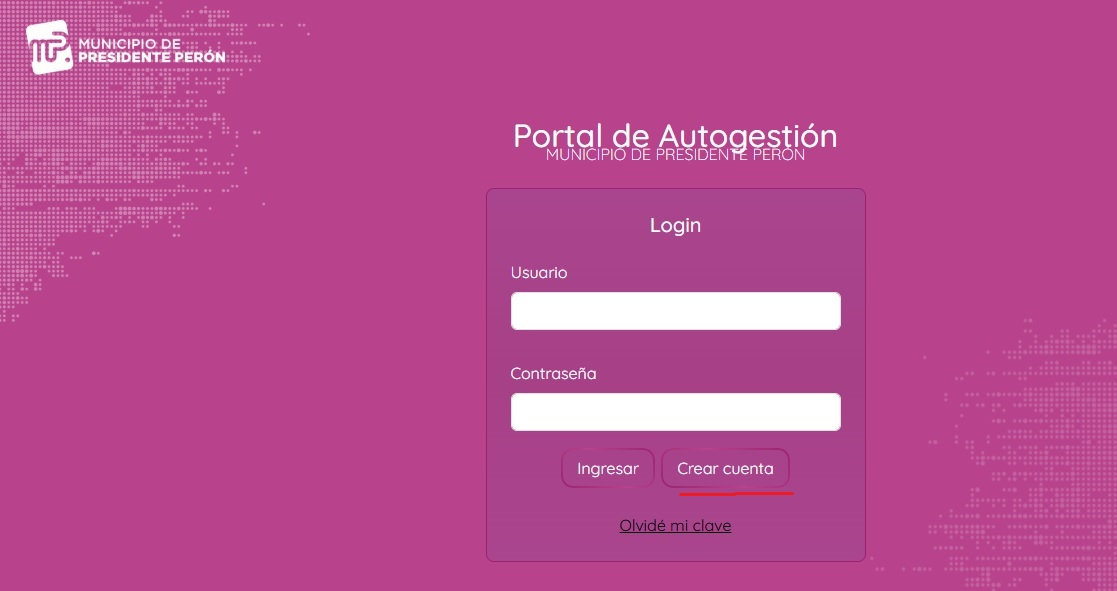 MUNICIPIO DE
PRESIDENTE PERÓN
Portal de Autogestión
MUNICIPIO DE PRESIDENTE PERÓN
Login
Usuario
Contraseña
Ingresar Crear cuenta
Olvidé mi clave